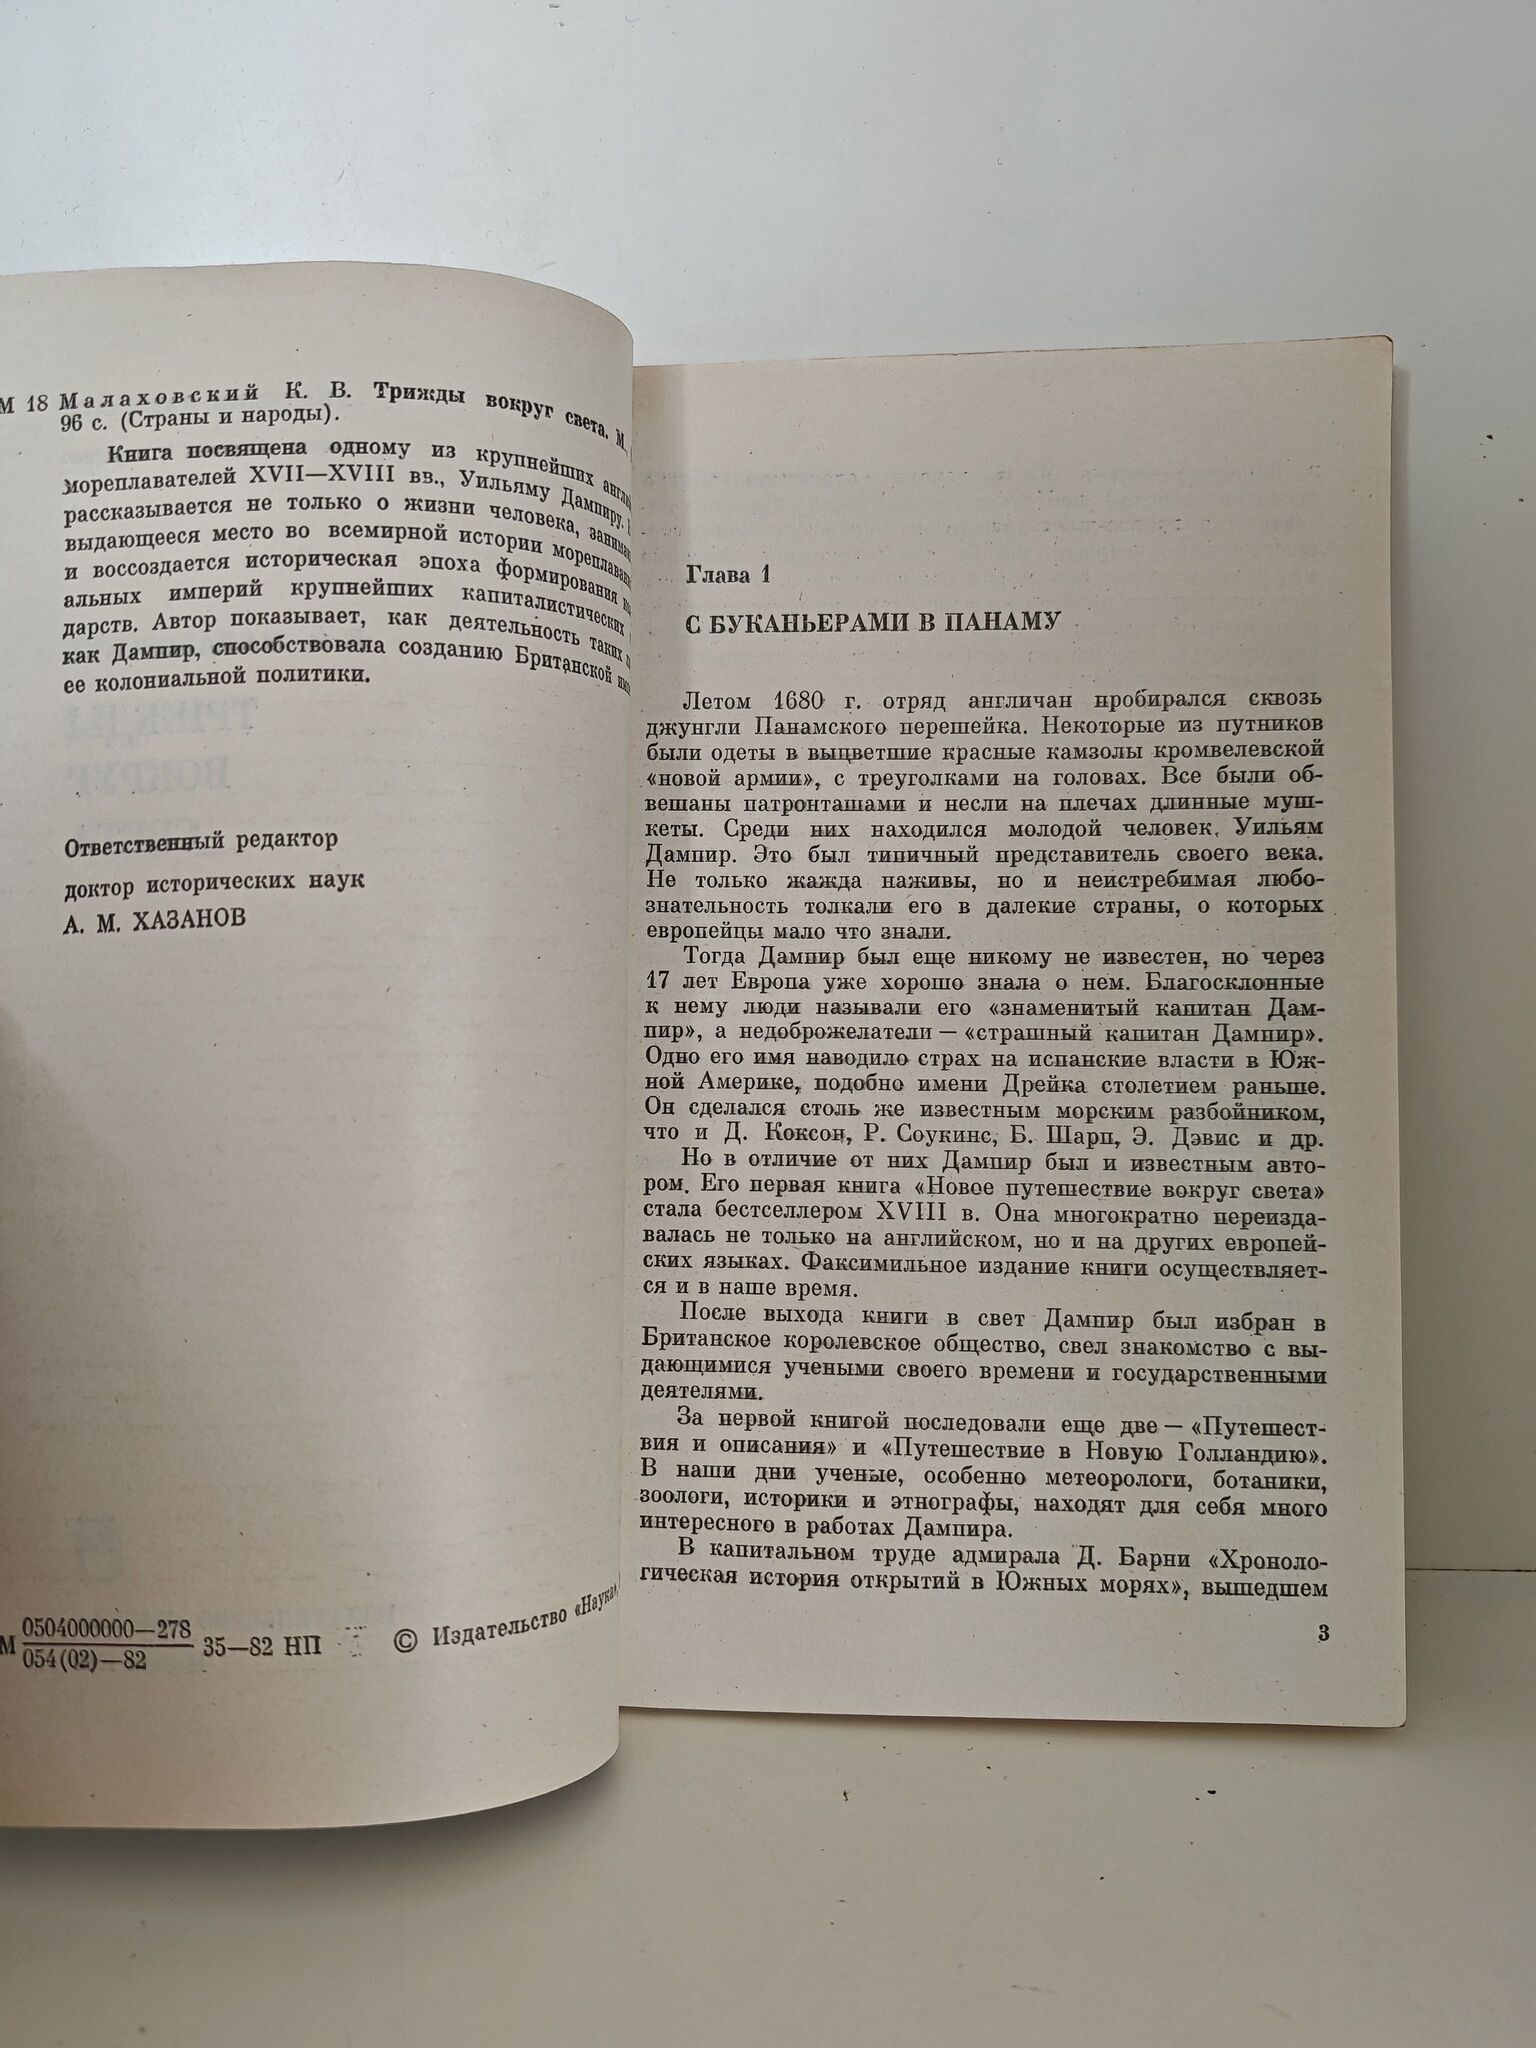 М 18 Малаховский К. В. Трижды вокруг света. М.
96 с. (Страны и народы).
Книга посвящена одному из крупнейших
мореплавателей XVII—XVIII вв., Уильяму Дампиру.
рассказывается не только о жизни человека,
выдающееся место во всемирной истории
и воссоздается историческая эпоха формирования
альных империй крупнейших капиталистических
дарств. Автор показывает, как деятельность таких
как Дампир, способствовала созданию Британской
ее колониальной политики.
Ответственный редактор
доктор исторических наук
А. М. ХАЗАНОВ
М 0504000000—278
054(02)—82
35—82 НП
© Издательство «Наука»,
Глава 1
С БУКАНЬЕРАМИ В ПАНАМУ
Летом 1680 г. отряд англичан пробирался сквозь
джунгли Панамского перешейка. Некоторые из путников
были одеты в выцветшие красные камзолы кромвелевской
«новой армии», с треуголками на головах. Все были об-
вешаны патронташами и несли на плечах длинные муш-
кеты. Среди них находился молодой человек, Уильям
Дампир. Это был типичный представитель своего века.
Не только жажда наживы, но и неистребимая любо-
знательность толкали его в далекие страны, о которых
европейцы мало что знали.
Тогда Дампир был еще никому не известен, но через
17 лет Европа уже хорошо знала о нем. Благосклонные
к нему люди называли его «знаменитый капитан Дам-
пир», а недоброжелатели — «страшный капитан Дампир».
Одно его имя наводило страх на испанские власти в Юж-
ной Америке, подобно имени Дрейка столетием раньше.
Он сделался столь же известным морским разбойником,
что и Д. Коксон, Р. Соукинс, Б. Шарп, Э. Дэвис и др.
Но в отличие от них Дампир был и известным авто-
ром. Его первая книга «Новое путешествие вокруг света»
стала бестселлером XVIII в. Она многократно переизда-
валась не только на английском, но и на других европей-
ских языках. Факсимильное издание книги осуществляет-
ся и в наше время.
После выхода книги в свет Дампир был избран в
Британское королевское общество, свел знакомство с вы-
дающимися учеными своего времени и государственными
деятелями.
За первой книгой последовали еще две — «Путешест-
вия и описания» и «Путешествие в Новую Голландию».
В наши дни ученые, особенно метеорологи, ботаники,
зоологи, историки и этнографы, находят для себя много
интересного в работах Дампира.
В капитальном труде адмирала Д. Барни «Хроноло-
гическая история открытий в Южных морях», вышедшем
3